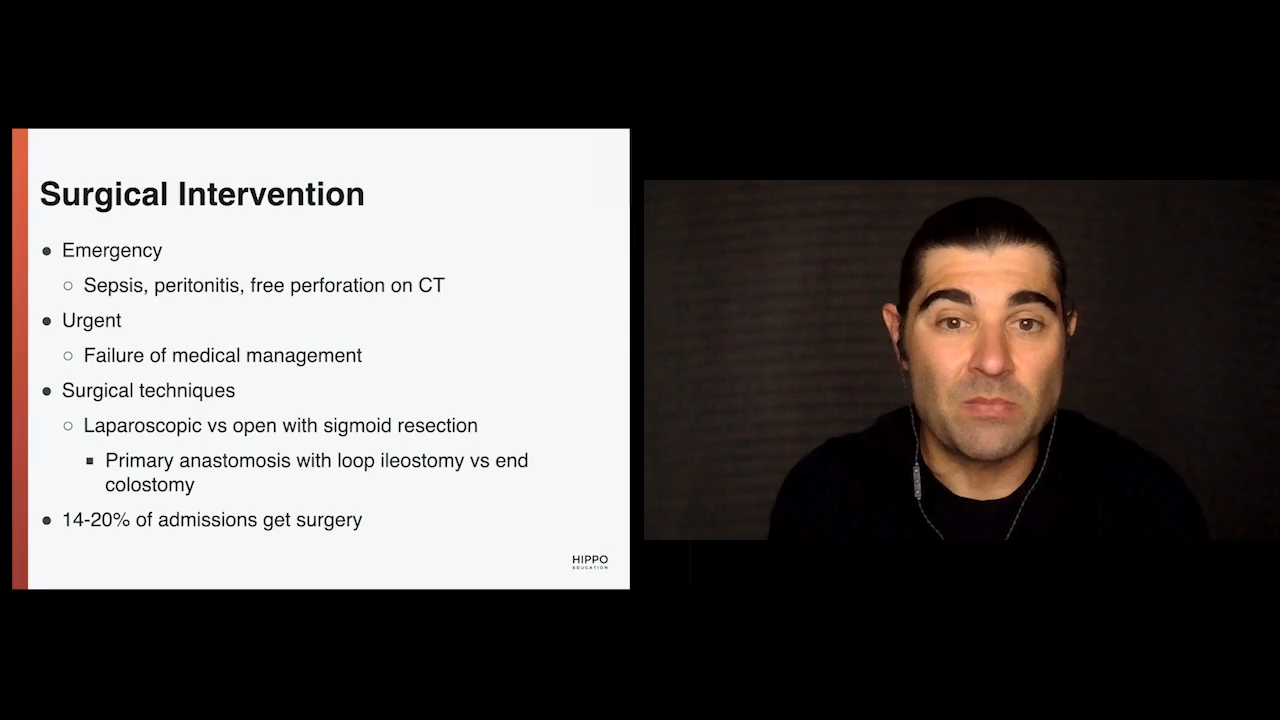 Surgical Intervention
● Emergency
○ Sepsis, peritonitis, free perforation on CT
● Urgent
○ Failure of medical management
● Surgical techniques
○ Laparoscopic vs open with sigmoid resection
■ Primary anastomosis with loop ileostomy vs end
colostomy
● 14-20% of admissions get surgery
HIPPO
EDUCATION